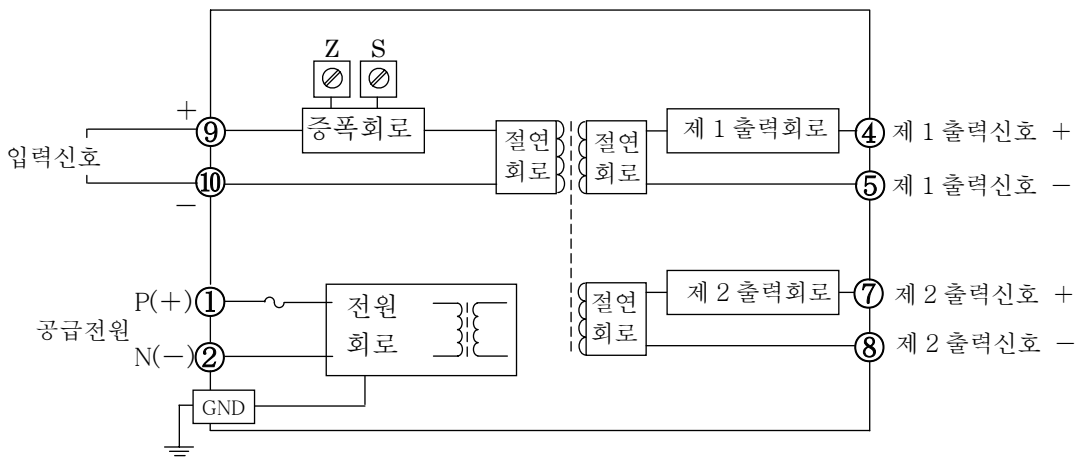 Z S
+
⑨ 증폭회로
입력신호
⑩
−
절연
회로
절연
회로
제 1 출력회로
④ 제 1 출력신호 +
⑤ 제 1 출력신호 −
P(+) ①
공급전원
N(−) ②
전원
회로
GND
절연
회로
제 2 출력회로
⑦ 제 2 출력신호 +
⑧ 제 2 출력신호 −